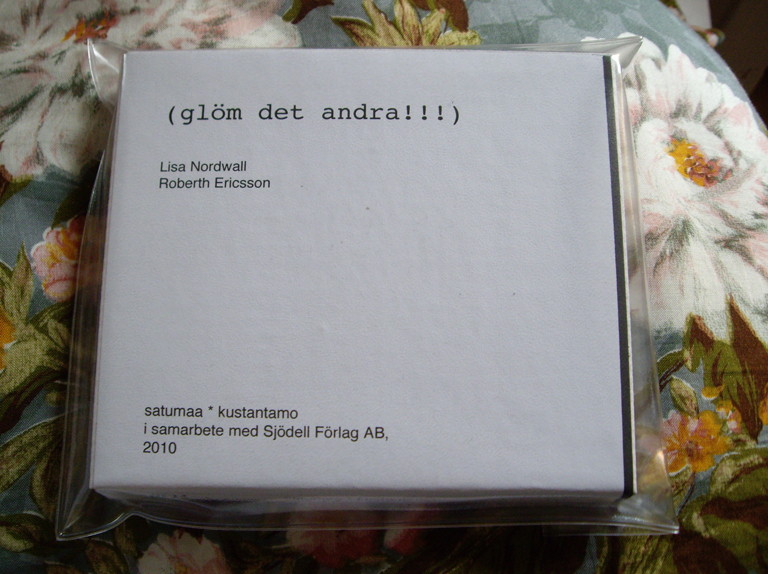 (glöm det andra!!!)
Lisa Nordwall
Roberth Ericsson
satumaa * kustantamo
i samarbete med Sjödell Förlag AB,
2010